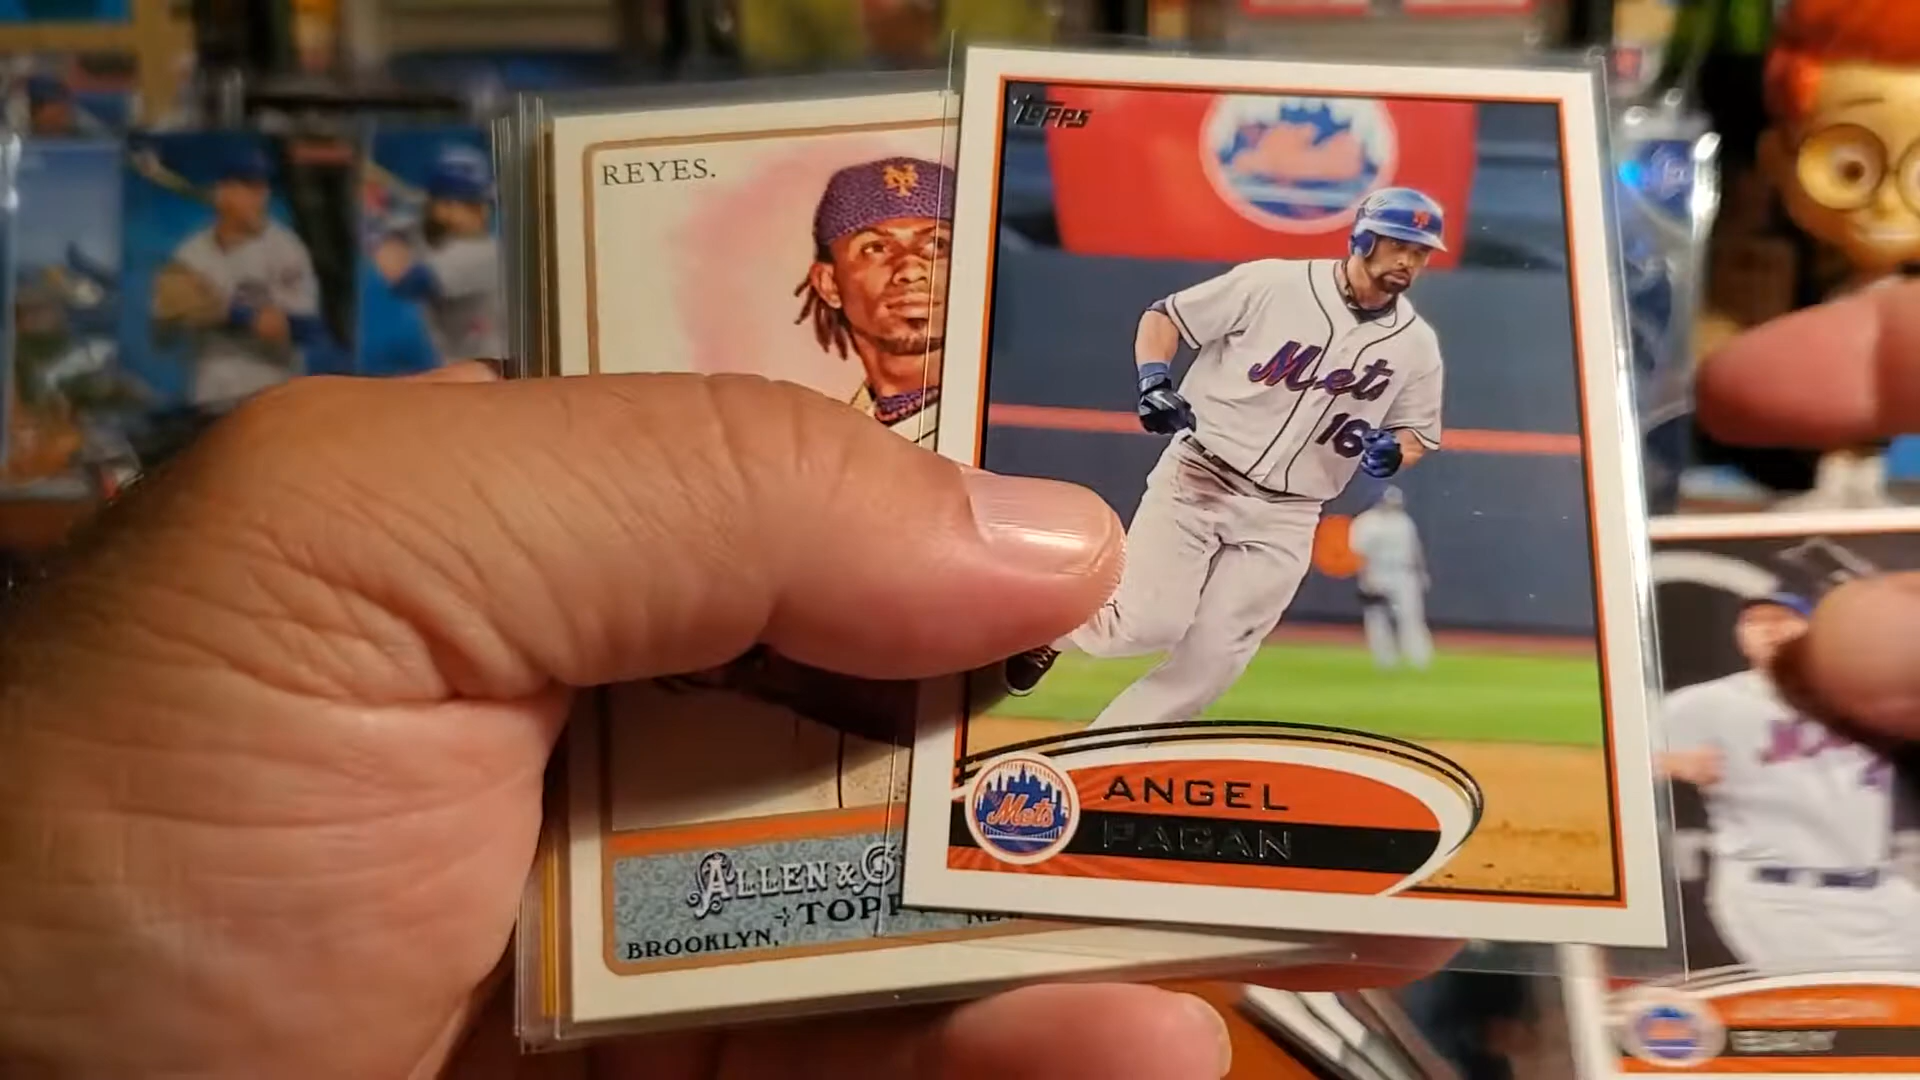 REYES.
ALLEN & G
TOPP
BROOKLYN,
TOPPS
Mets
16
Mets
ANGEL
PAGAN